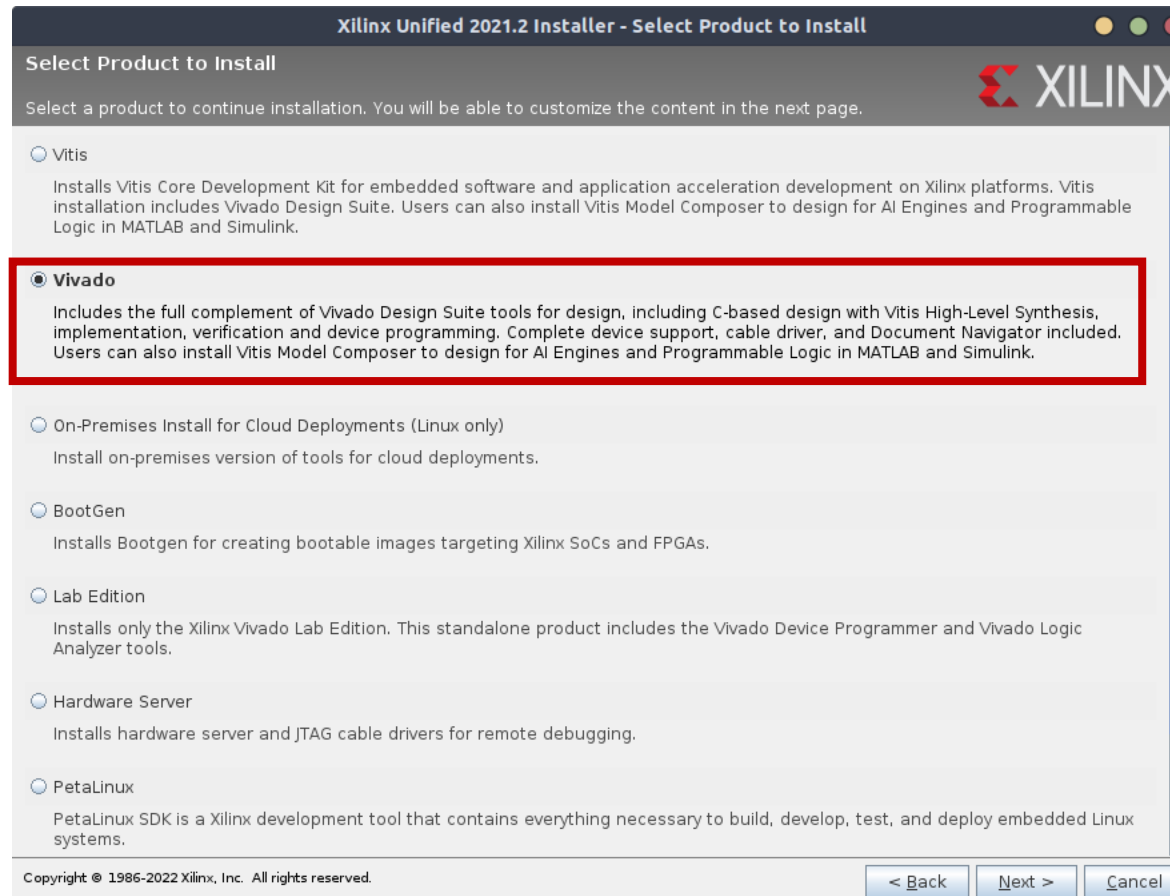 Xilinx Unified 2021.2 Installer - Select Product to Install
Select Product to Install
XILINX
Select a product to continue installation. You will be able to customize the content in the next page.
Vitis
Installs Vitis Core Development Kit for embedded software and application acceleration development on Xilinx platforms. Vitis
installation includes Vivado Design Suite. Users can also install Vitis Model Composer to design for AI Engines and Programmable
Logic in MATLAB and Simulink.
Vivado
Includes the full complement of Vivado Design Suite tools for design, including C-based design with Vitis High-Level Synthesis,
implementation, verification and device programming. Complete device support, cable driver, and Document Navigator included.
Users can also install Vitis Model Composer to design for AI Engines and Programmable Logic in MATLAB and Simulink.
On-Premises Install for Cloud Deployments (Linux only)
Install on-premises version of tools for cloud deployments.
BootGen
Installs Bootgen for creating bootable images targeting Xilinx SoCs and FPGAs.
Lab Edition
Installs only the Xilinx Vivado Lab Edition. This standalone product includes the Vivado Device Programmer and Vivado Logic
Analyzer tools.
Hardware Server
Installs hardware server and JTAG cable drivers for remote debugging.
PetaLinux
PetaLinux SDK is a Xilinx development tool that contains everything necessary to build, develop, test, and deploy embedded Linux
systems.
Copyright © 1986-2022 Xilinx, Inc. All rights reserved.
< Back Next > Cancel